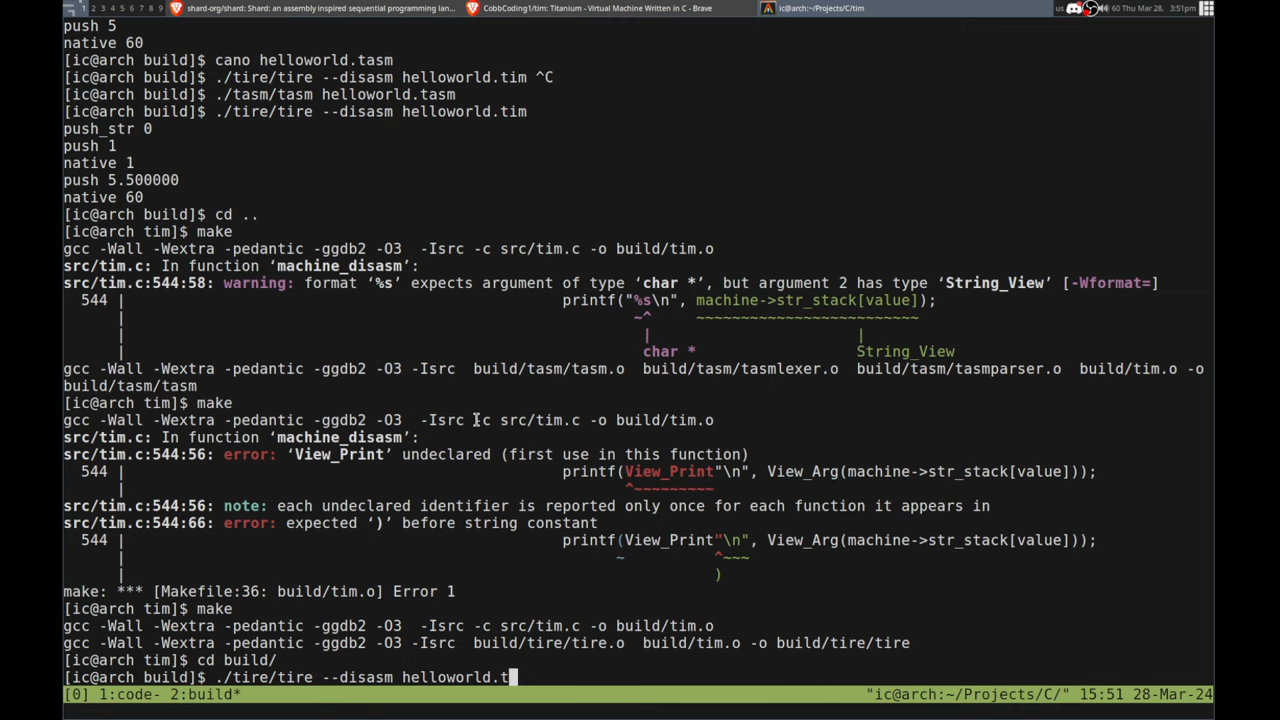 1 2 3 4 5 6 7 8 9 shard-org/shard: Shard: an assembly inspired sequential programming lan... CobbCoding1/tim: Titanium - Virtual Machine Written in C - Brave ic@arch:~/Projects/C/tim us 60 Thu Mar 28, 3:51pm
push 5
native 60
[ic@arch build]$ cano helloworld.tasm
[ic@arch build]$ ./tire/tire --disasm helloworld.tim ^C
[ic@arch build]$ ./tasm/tasm helloworld.tasm
[ic@arch build]$ ./tire/tire --disasm helloworld.tim
push_str 0
push 1
native 1
push 5.500000
native 60
[ic@arch build]$ cd ..
[ic@arch tim]$ make
gcc -Wall -Wextra -pedantic -ggdb2 -O3  -Isrc -c src/tim.c -o build/tim.o
src/tim.c: In function ‘machine_disasm’:
src/tim.c:544:58: warning: format ‘%s’ expects argument of type ‘char *’, but argument 2 has type ‘String_View’ [-Wformat=]
544 | printf("%s\n", machine->str_stack[value]);
| ~^ ~~~~~~~~~~~~~~~~~~~~~~~~~
| | |
| char * String_View
gcc -Wall -Wextra -pedantic -ggdb2 -O3 -Isrc  build/tasm/tasm.o  build/tasm/tasmlexer.o  build/tasm/tasmparser.o  build/tim.o -o
build/tasm/tasm
[ic@arch tim]$ make
gcc -Wall -Wextra -pedantic -ggdb2 -O3  -Isrc -c src/tim.c -o build/tim.o
src/tim.c: In function ‘machine_disasm’:
src/tim.c:544:56: error: ‘View_Print’ undeclared (first use in this function)
544 | printf(View_Print"\n", View_Arg(machine->str_stack[value]));
| ^~~~~~~~~~
src/tim.c:544:56: note: each undeclared identifier is reported only once for each function it appears in
src/tim.c:544:66: error: expected ‘)’ before string constant
544 | printf(View_Print"\n", View_Arg(machine->str_stack[value]));
| ~ ^~~~
| )
make: *** [Makefile:36: build/tim.o] Error 1
[ic@arch tim]$ make
gcc -Wall -Wextra -pedantic -ggdb2 -O3  -Isrc -c src/tim.c -o build/tim.o
gcc -Wall -Wextra -pedantic -ggdb2 -O3 -Isrc  build/tire/tire.o  build/tim.o -o build/tire/tire
[ic@arch tim]$ cd build/
[ic@arch build]$ ./tire/tire --disasm helloworld.t
[0] 1:code- 2:build* "ic@arch:~/Projects/C/" 15:51 28-Mar-24